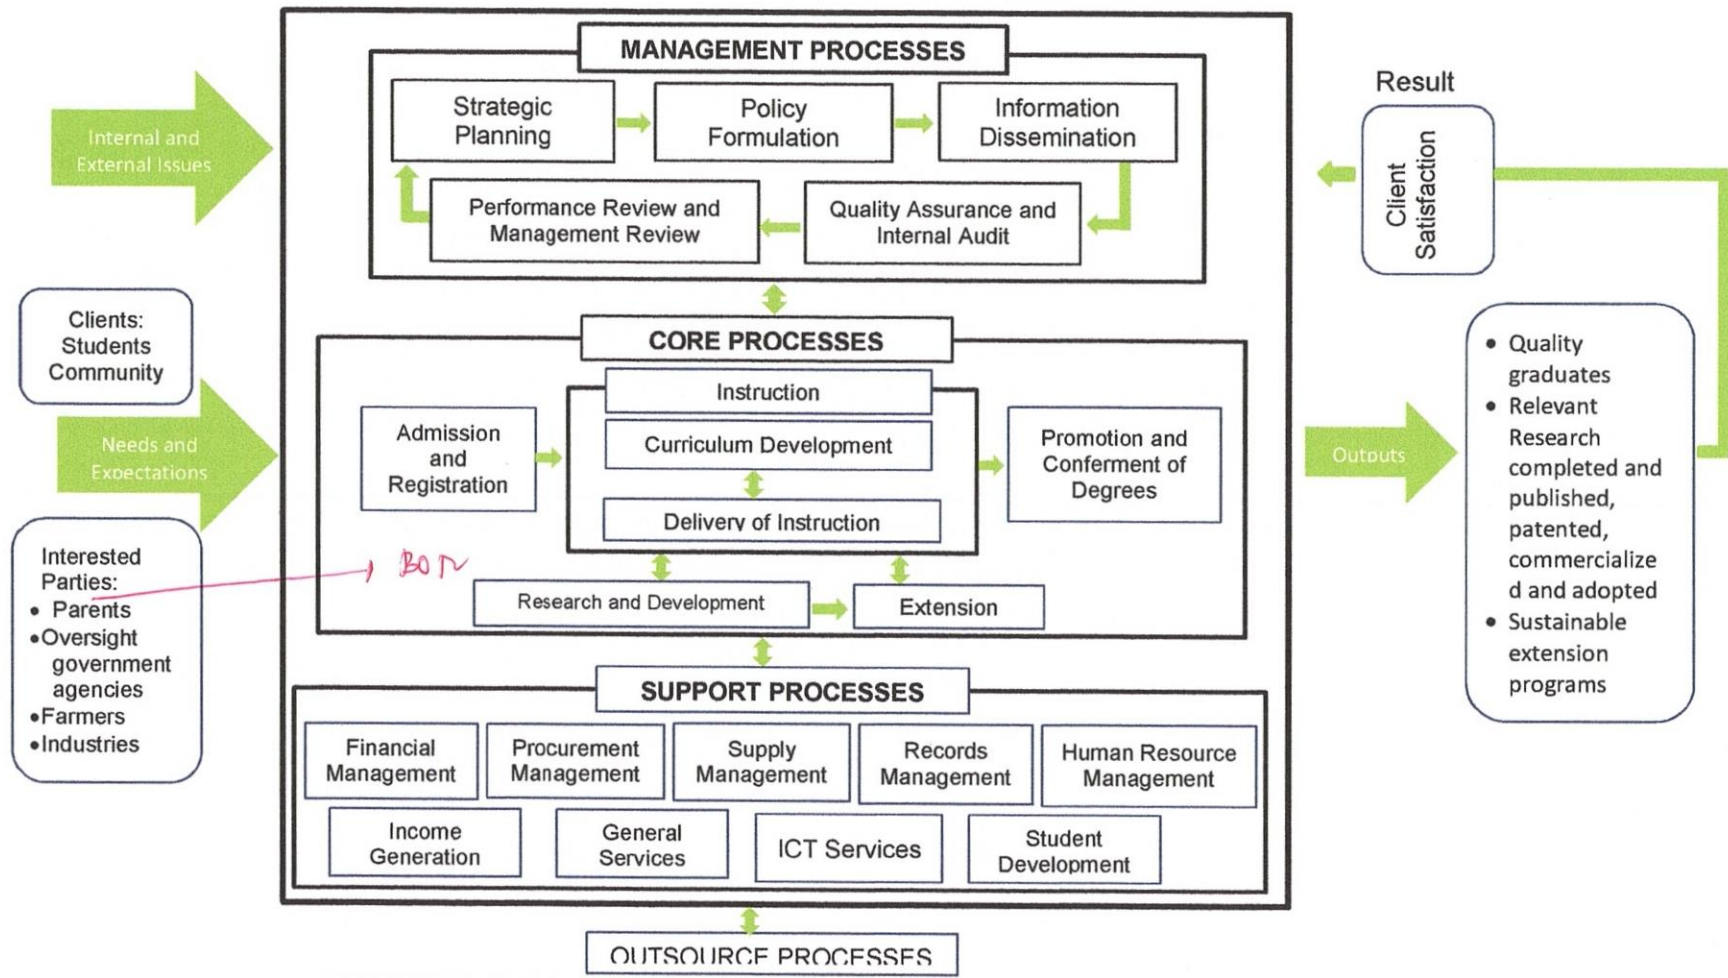 MANAGEMENT PROCESSES
Strategic
Planning
Policy
Formulation
Information
Dissemination
Performance Review and
Management Review
Quality Assurance and
Internal Audit
Internal and
External Issues
Result
Client
Satisfaction
Clients:
Students
Community
Needs and
Expectations
Interested
Parties:
• Parents
•Oversight
government
agencies
•Farmers
•Industries
CORE PROCESSES
Instruction
Admission
and
Registration
Curriculum Development
Delivery of Instruction
Promotion and
Conferment of
Degrees
Research and Development
Extension
Outputs
• Quality
graduates
• Relevant
Research
completed and
published,
patented,
commercialize
d and adopted
• Sustainable
extension
programs
SUPPORT PROCESSES
Financial
Management
Procurement
Management
Supply
Management
Records
Management
Human Resource
Management
Income
Generation
General
Services
ICT Services
Student
Development
OUTSOURCE PROCESSES